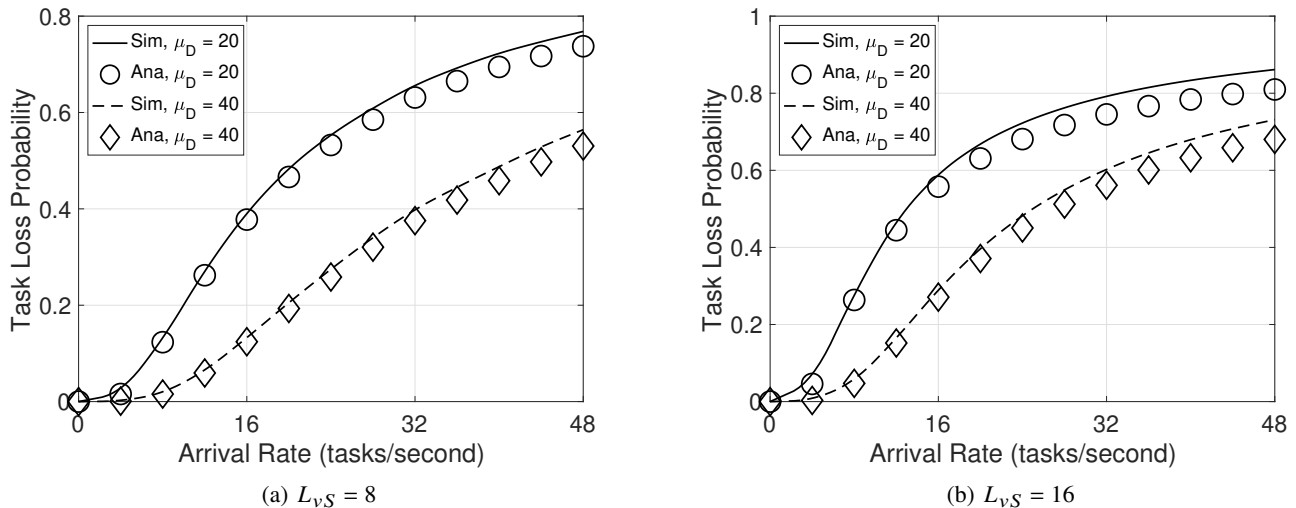 0.8
0.6
0.4
0.2
0
Task Loss Probability
Sim, μD = 20
Ana, μD = 20
Sim, μD = 40
Ana, μD = 40
0 16 32 48
Arrival Rate (tasks/second)
(a) LvS = 8
1
0.8
0.6
0.4
0.2
0
Task Loss Probability
Sim, μD = 20
Ana, μD = 20
Sim, μD = 40
Ana, μD = 40
0 16 32 48
Arrival Rate (tasks/second)
(b) LvS = 16